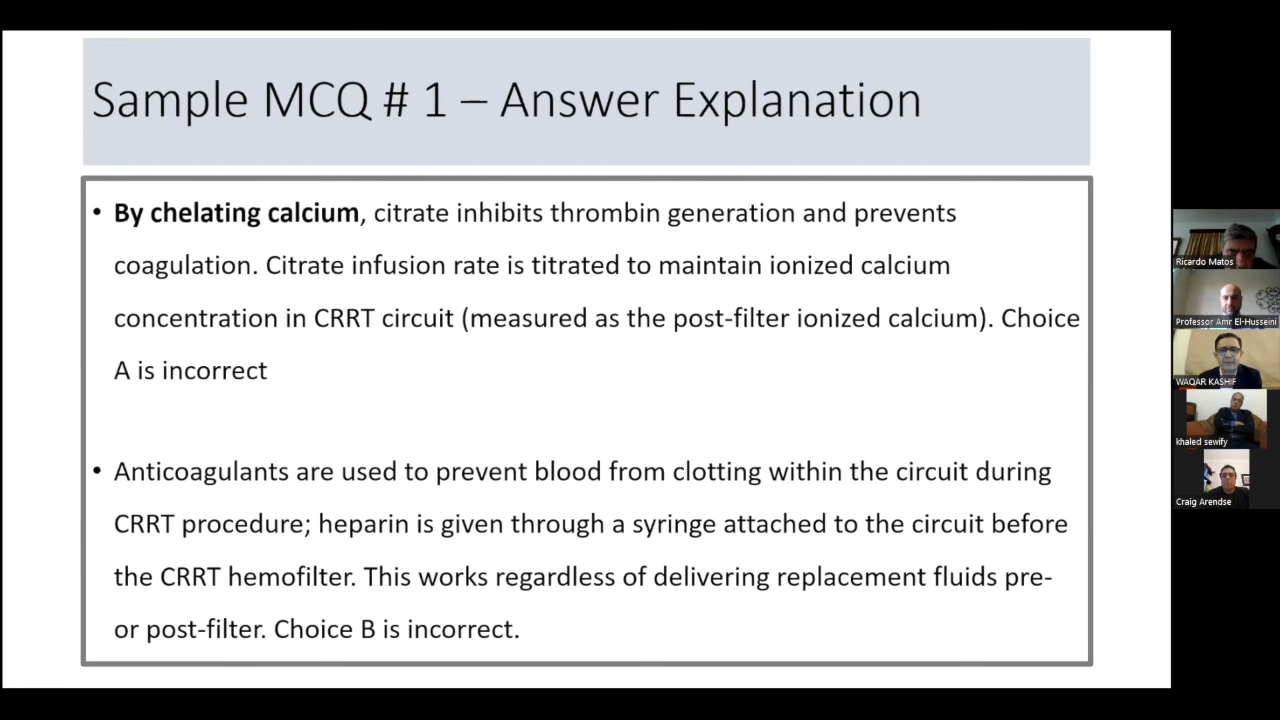 Sample MCQ # 1 – Answer Explanation
• By chelating calcium, citrate inhibits thrombin generation and prevents
coagulation. Citrate infusion rate is titrated to maintain ionized calcium
concentration in CRRT circuit (measured as the post-filter ionized calcium). Choice
A is incorrect
• Anticoagulants are used to prevent blood from clotting within the circuit during
CRRT procedure; heparin is given through a syringe attached to the circuit before
the CRRT hemofilter. This works regardless of delivering replacement fluids pre-
or post-filter. Choice B is incorrect.
Ricardo Matos
Professor Amr El-Husseini
WAQAR KASHIF
khaled sewify
Craig Arendse